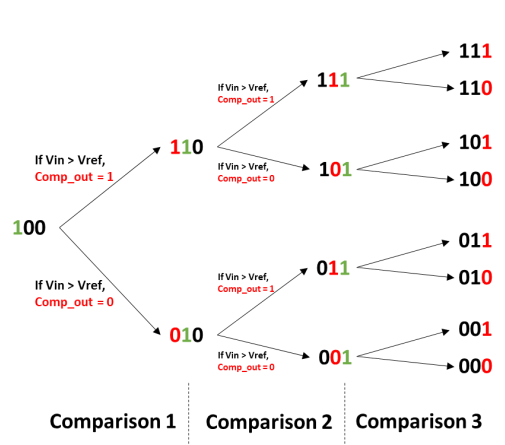 111
110
If Vin > Vref,
Comp_out = 1
111
101
100
If Vin > Vref,
Comp_out = 1
110
If Vin > Vref,
Comp_out = 0
101
100
If Vin > Vref,
Comp_out = 0
011
010
If Vin > Vref,
Comp_out = 1
011
010
If Vin > Vref,
Comp_out = 0
001
001
000
Comparison 1
Comparison 2
Comparison 3